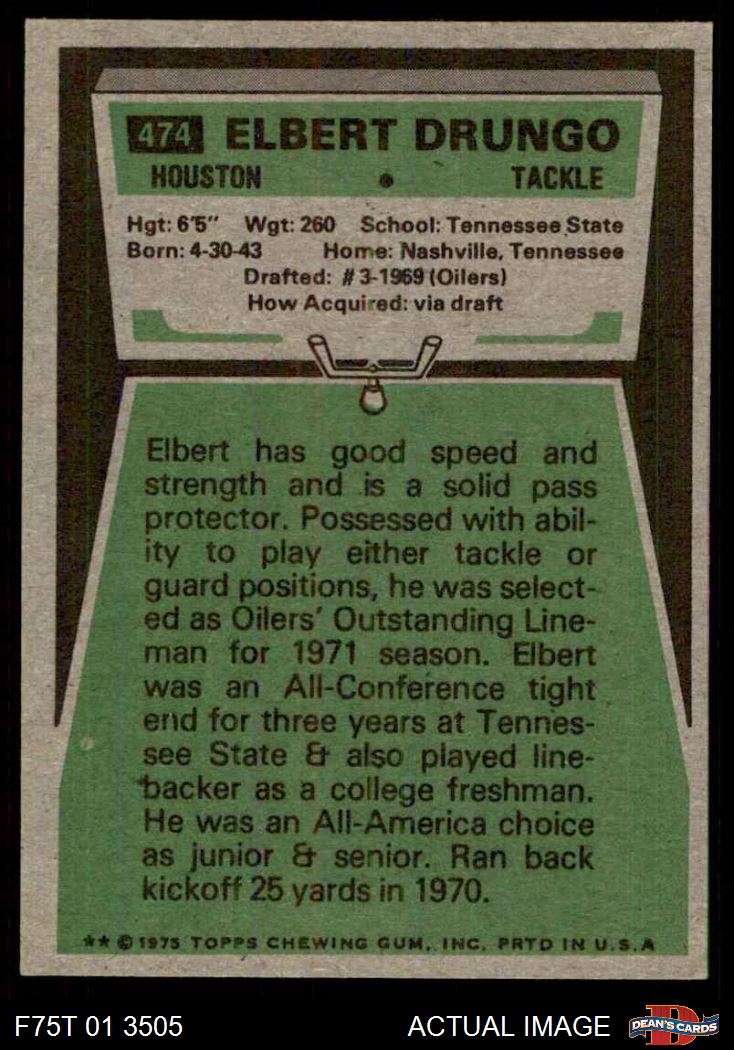 474 ELBERT DRUNGO
HOUSTON • TACKLE
Hgt: 6'5" Wgt: 260 School: Tennessee State
Born: 4-30-43 Home: Nashville, Tennessee
Drafted: #3-1969 (Oilers)
How Acquired: via draft
Elbert has good speed and
strength and is a solid pass
protector. Possessed with abil-
ity to play either tackle or
guard positions, he was select-
ed as Oilers' Outstanding Line-
man for 1971 season. Elbert
was an All-Conference tight
end for three years at Tennes-
see State & also played line-
backer as a college freshman.
He was an All-America choice
as junior & senior. Ran back
kickoff 25 yards in 1970.
** © 1975 TOPPS CHEWING GUM, INC. PRTD IN U.S.A
F75T 01 3505 ACTUAL IMAGE D DEAN'S CARDS